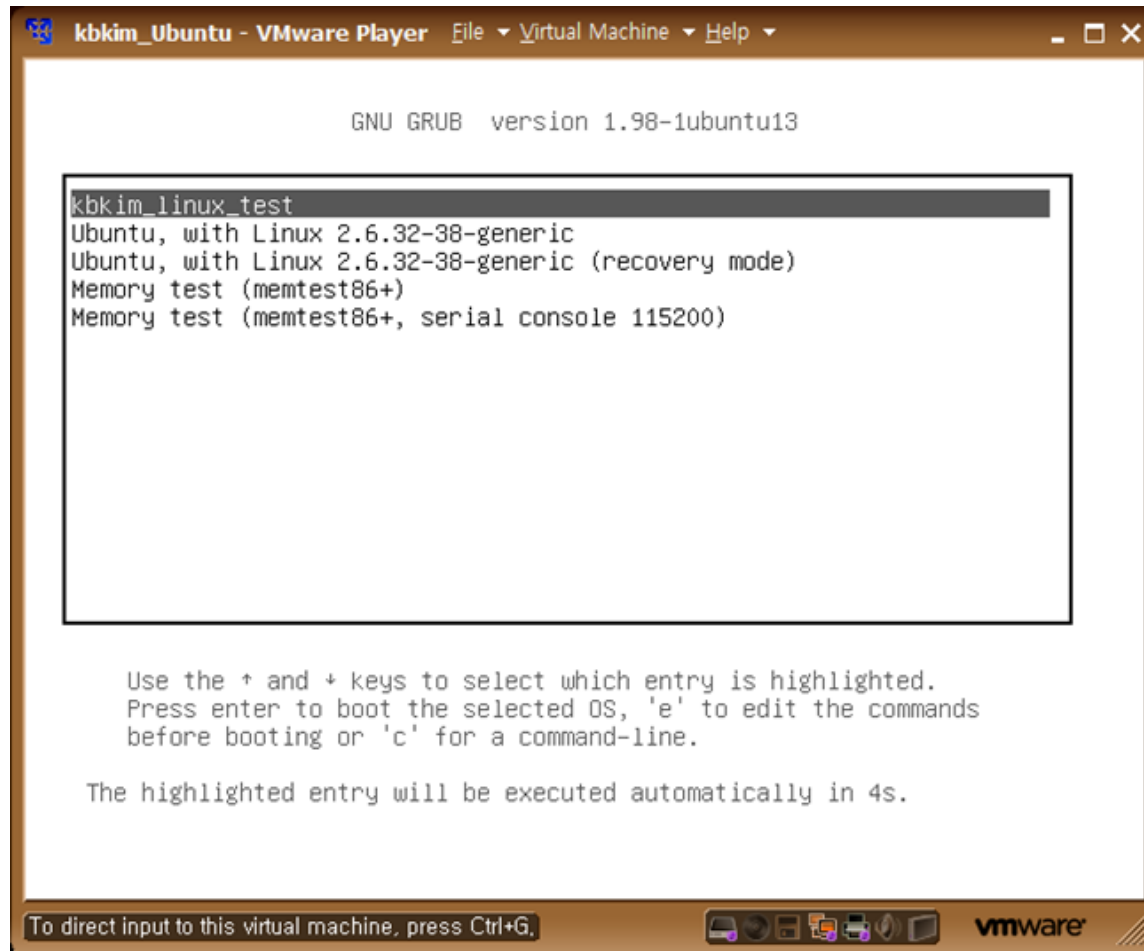 kbkim_Ubuntu - VMware Player File Virtual Machine Help
GNU GRUB version 1.98-1ubuntu13
kbkim_linux_test
Ubuntu, with Linux 2.6.32-38-generic
Ubuntu, with Linux 2.6.32-38-generic (recovery mode)
Memory test (memtest86+)
Memory test (memtest86+, serial console 115200)
Use the ↑ and ↓ keys to select which entry is highlighted.
Press enter to boot the selected OS, 'e' to edit the commands
before booting or 'c' for a command-line.
The highlighted entry will be executed automatically in 4s.
To direct input to this virtual machine, press Ctrl+G. vmware